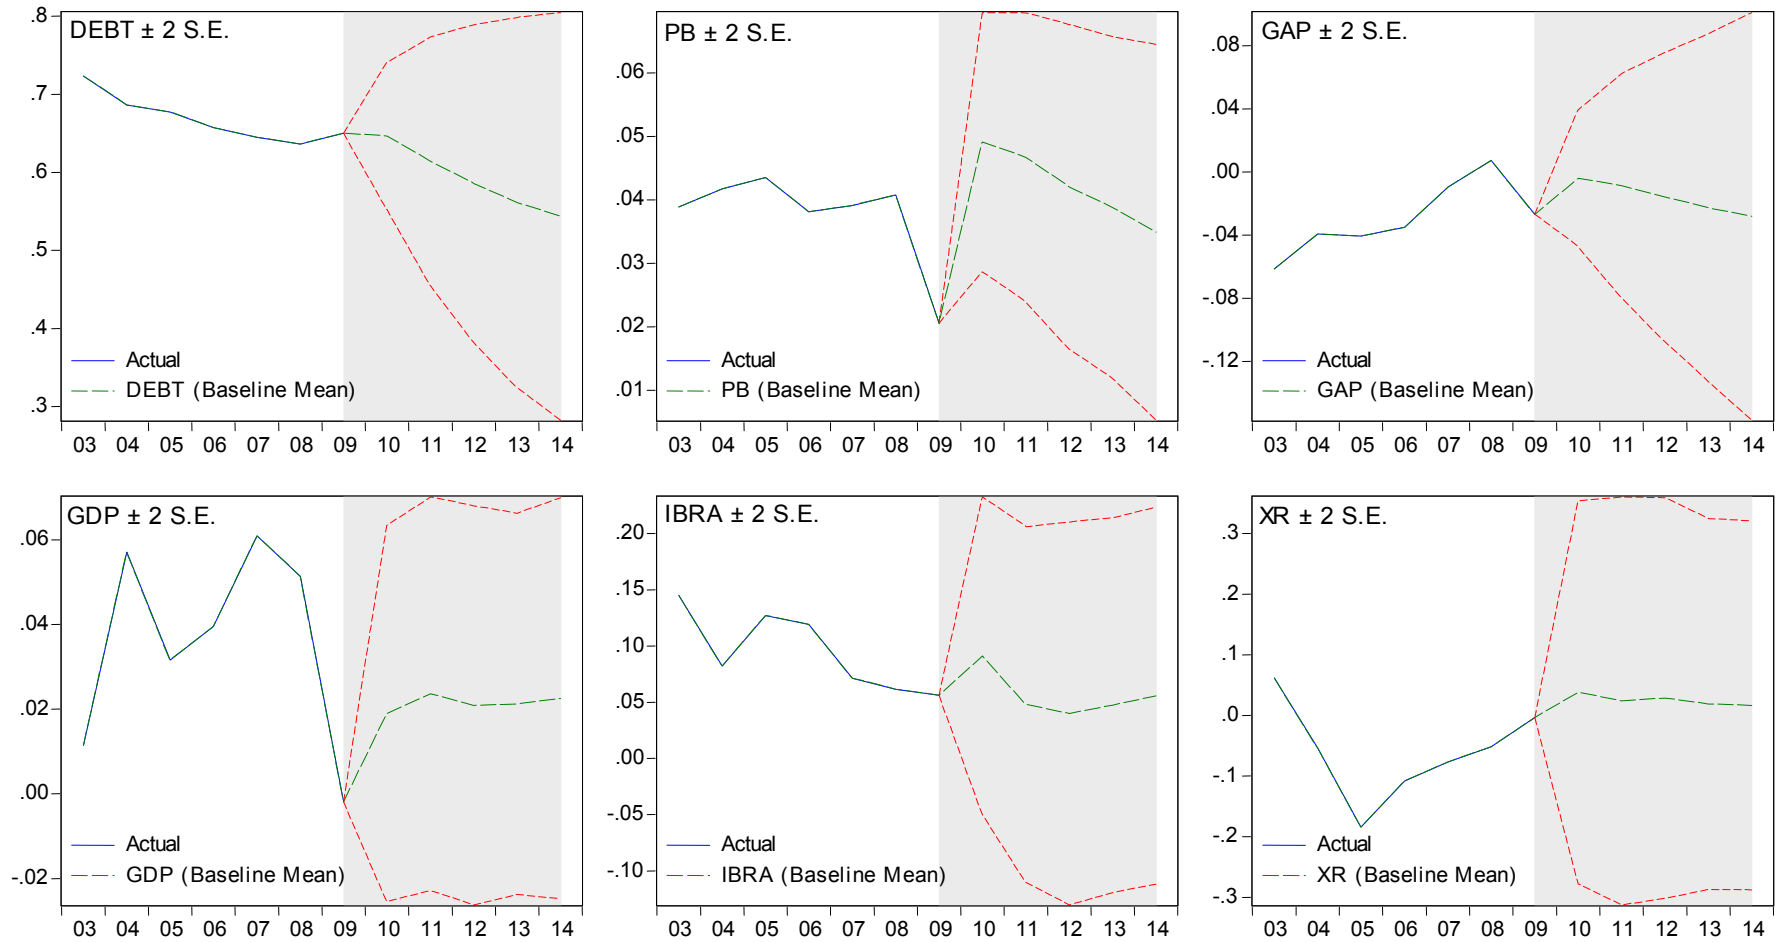 DEBT ± 2 S.E.
.8
.7
.6
.5
.4
.3
Actual
DEBT (Baseline Mean)
03 04 05 06 07 08 09 10 11 12 13 14
PB ± 2 S.E.
.06
.05
.04
.03
.02
.01
Actual
PB (Baseline Mean)
03 04 05 06 07 08 09 10 11 12 13 14
GAP ± 2 S.E.
.08
.04
.00
-.04
-.08
-.12
Actual
GAP (Baseline Mean)
03 04 05 06 07 08 09 10 11 12 13 14
GDP ± 2 S.E.
.06
.04
.02
.00
-.02
Actual
GDP (Baseline Mean)
03 04 05 06 07 08 09 10 11 12 13 14
IBRA ± 2 S.E.
.20
.15
.10
.05
.00
-.05
-.10
Actual
IBRA (Baseline Mean)
03 04 05 06 07 08 09 10 11 12 13 14
XR ± 2 S.E.
.3
.2
.1
.0
-.1
-.2
-.3
Actual
XR (Baseline Mean)
03 04 05 06 07 08 09 10 11 12 13 14